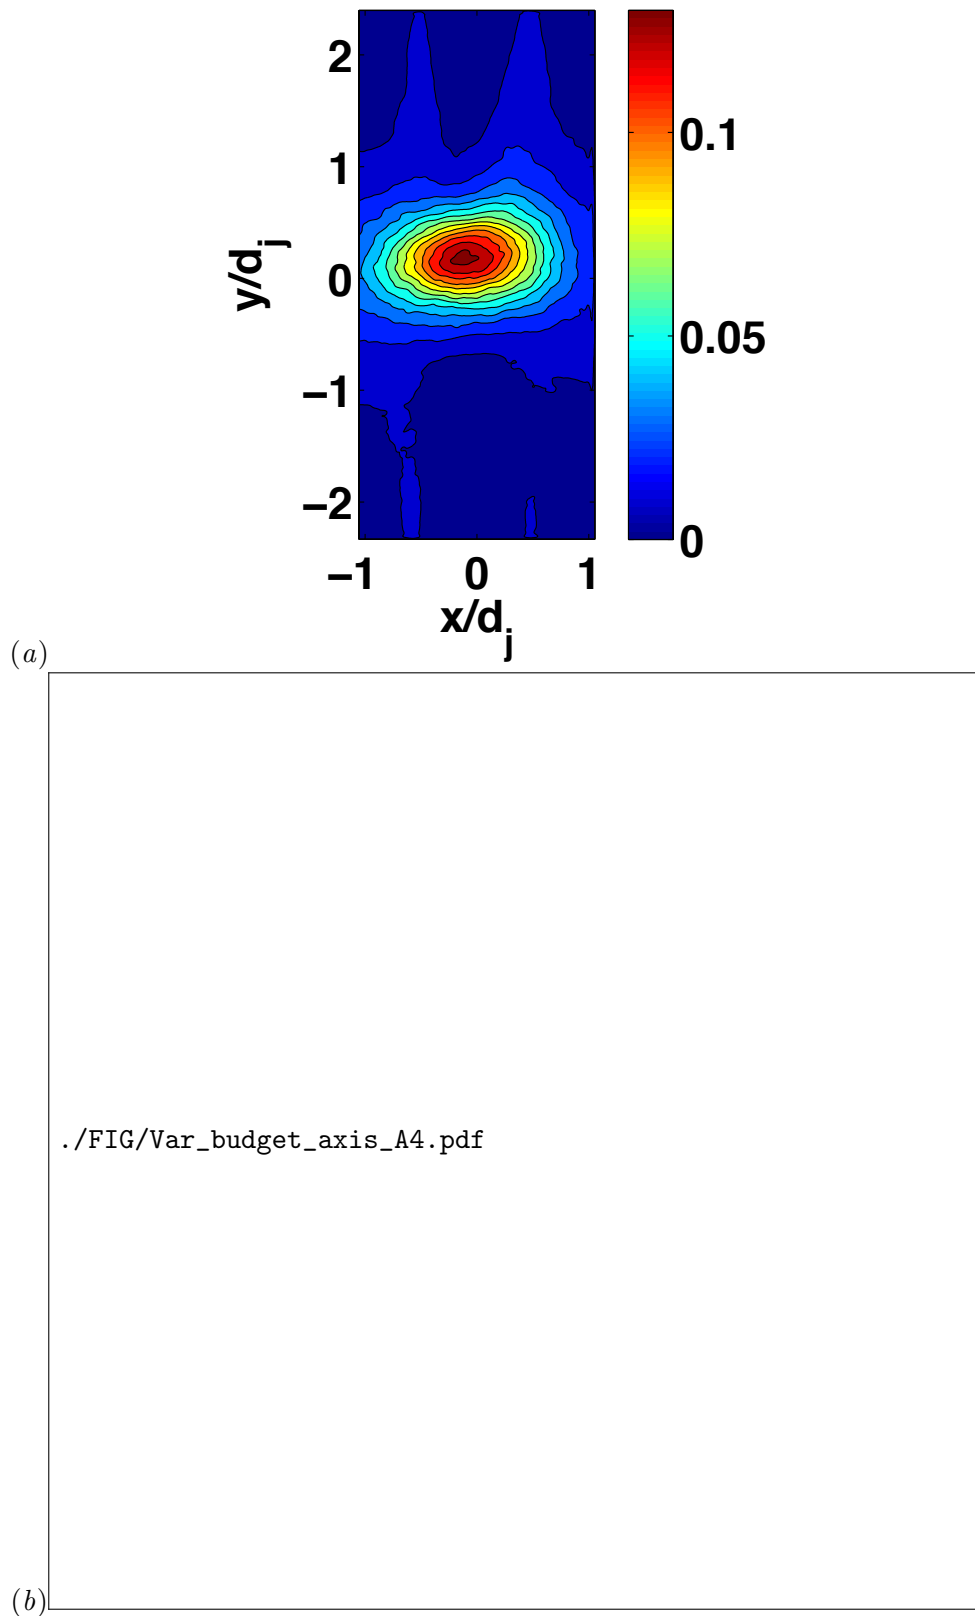 2
1
0
−1
−2
y/d_j
−1 0 1
x/d_j
0.1
0.05
0
(a)
./FIG/Var_budget_axis_A4.pdf
(b)